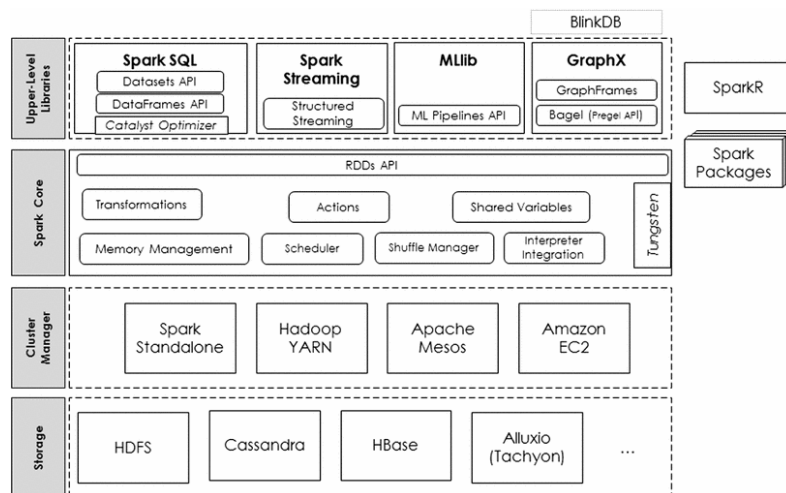 BlinkDB
Upper-Level
Libraries
Spark SQL
Datasets API
DataFrames API
Catalyst Optimizer
Spark
Streaming
Structured
Streaming
MLlib
ML Pipelines API
GraphX
GraphFrames
Bagel (Pregel API)
SparkR
Spark
Packages
Spark Core
RDDs API
Transformations
Actions
Shared Variables
Memory Management
Scheduler
Shuffle Manager
Interpreter
Integration
Tungsten
Cluster
Manager
Spark
Standalone
Hadoop
YARN
Apache
Mesos
Amazon
EC2
Storage
HDFS
Cassandra
HBase
Alluxio
(Tachyon)
...